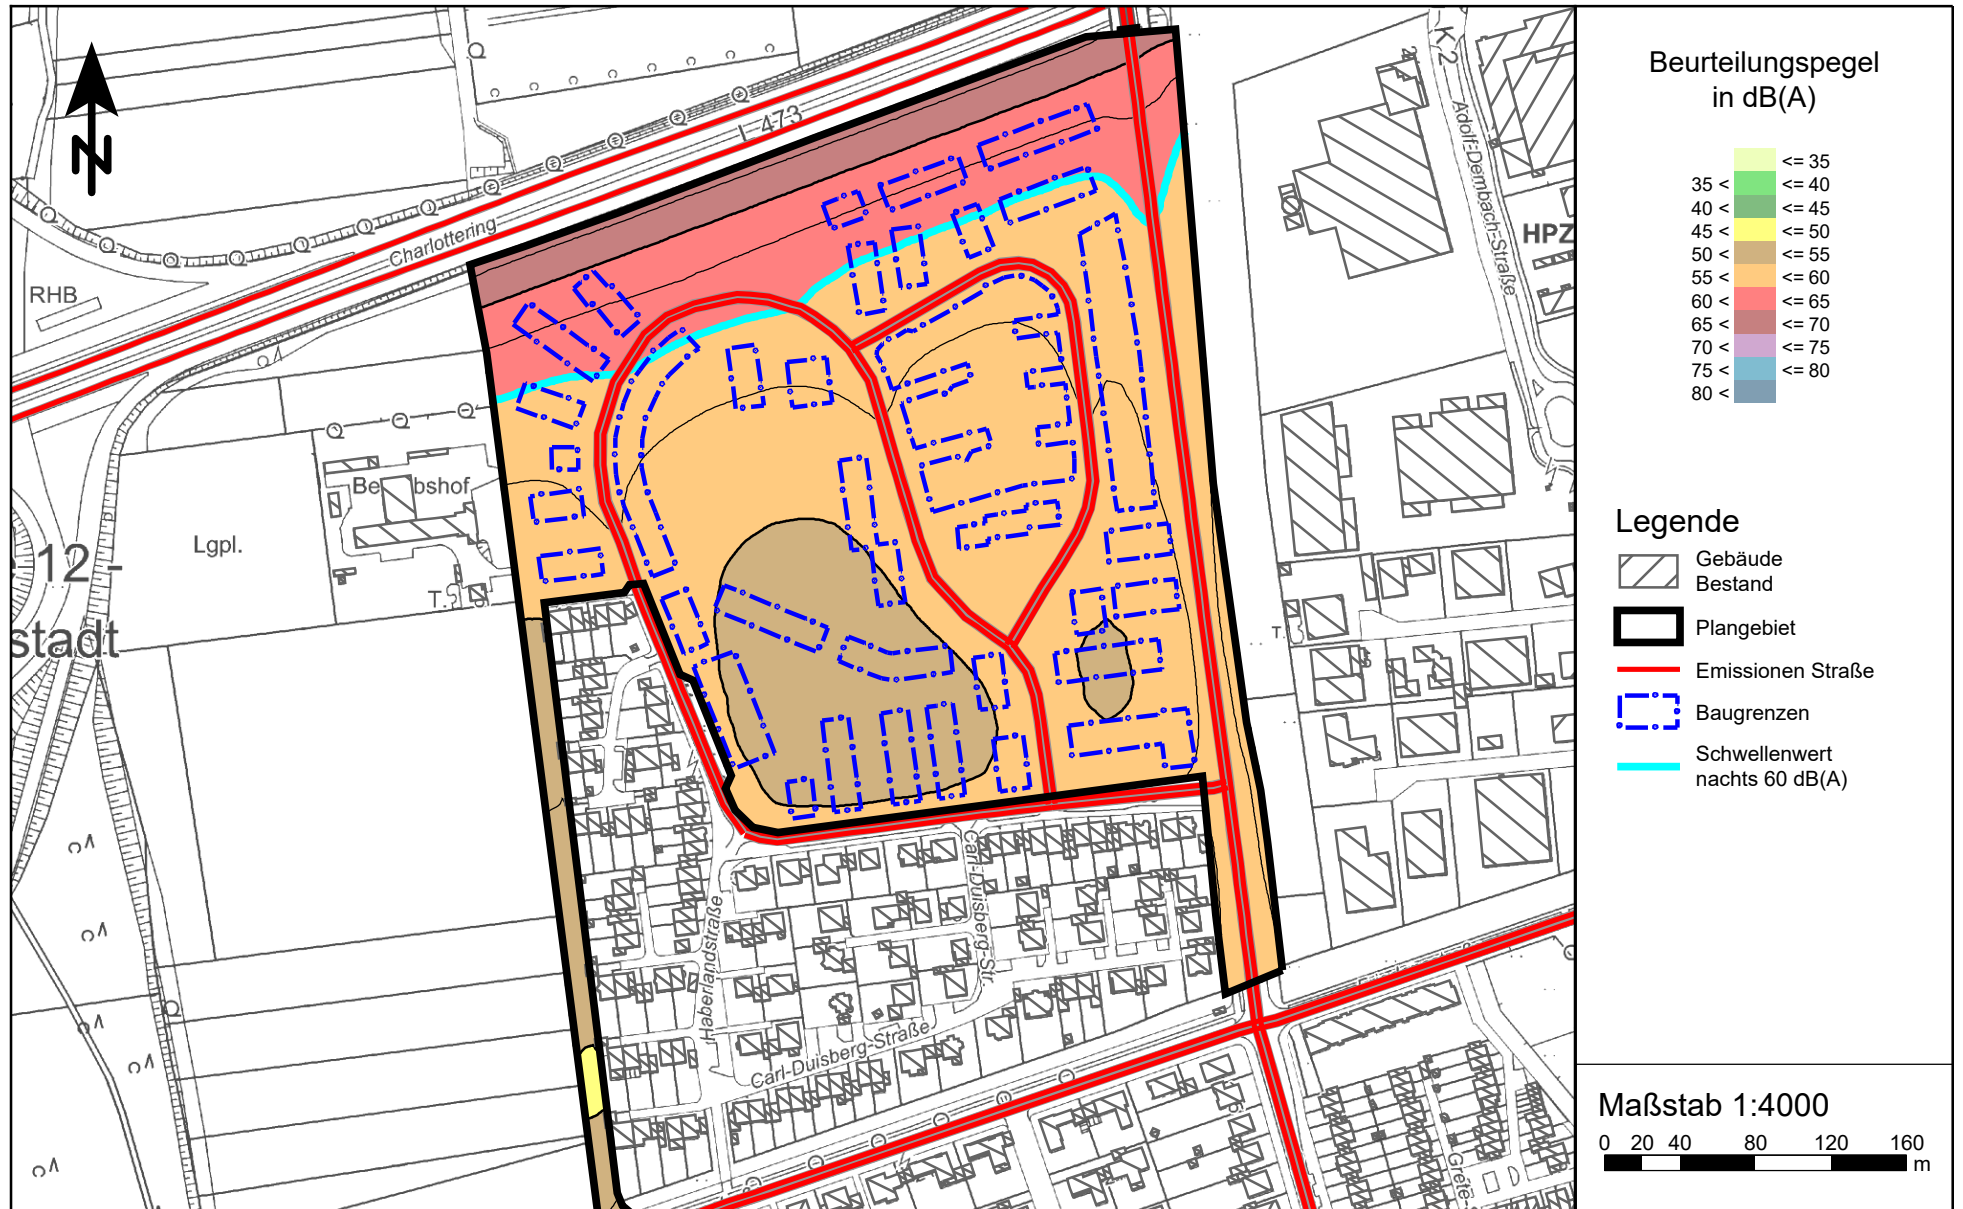 N
Q
L 473
Charlottering
RHB
Be bshof
Lgpl.
12 -
stadt
T.
K 2
Adolf-Dembach-Straße
HPZ
T.
Haberlandstraße
Carl-Duisberg-Str.
Carl-Duisberg-Straße
Grete-
Beurteilungspegel
in dB(A)
<= 35
35 < <= 40
40 < <= 45
45 < <= 50
50 < <= 55
55 < <= 60
60 < <= 65
65 < <= 70
70 < <= 75
75 < <= 80
80 <
Legende
Gebäude
Bestand
Plangebiet
Emissionen Straße
Baugrenzen
Schwellenwert
nachts 60 dB(A)
Maßstab 1:4000
0 20 40 80 120 160
m